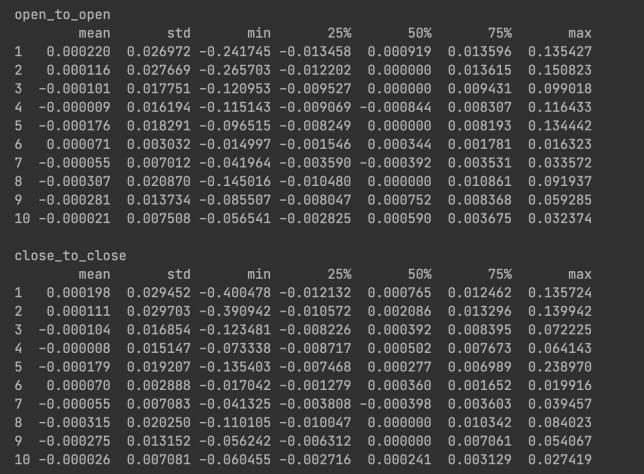 open_to_open
mean std min 25% 50% 75% max
1 0.000220 0.026972 -0.241745 -0.013458 0.000919 0.013596 0.135427
2 0.000116 0.027669 -0.265703 -0.012202 0.000000 0.013615 0.150823
3 -0.000101 0.017751 -0.120953 -0.009527 0.000000 0.009431 0.099018
4 -0.000009 0.016194 -0.115143 -0.009069 -0.000844 0.008307 0.116433
5 -0.000176 0.018291 -0.096515 -0.008249 0.000000 0.008193 0.134442
6 0.000071 0.003032 -0.014997 -0.001546 0.000344 0.001781 0.016323
7 -0.000055 0.007012 -0.041964 -0.003590 -0.000392 0.003531 0.033572
8 -0.000307 0.020870 -0.145016 -0.010480 0.000000 0.010861 0.091937
9 -0.000281 0.013734 -0.085507 -0.008047 0.000752 0.008368 0.059285
10 -0.000021 0.007508 -0.056541 -0.002825 0.000590 0.003675 0.032374
close_to_close
mean std min 25% 50% 75% max
1 0.000198 0.029452 -0.400478 -0.012132 0.000765 0.012462 0.135724
2 0.000111 0.029703 -0.390942 -0.010572 0.002086 0.013296 0.139942
3 -0.000104 0.016854 -0.123481 -0.008226 0.000392 0.008395 0.072225
4 -0.000008 0.015147 -0.073338 -0.008717 0.000502 0.007673 0.064143
5 -0.000179 0.019207 -0.135403 -0.007468 0.000277 0.006989 0.238970
6 0.000070 0.002888 -0.017042 -0.001279 0.000360 0.001652 0.019916
7 -0.000055 0.007083 -0.041325 -0.003808 -0.000398 0.003603 0.039457
8 -0.000315 0.020250 -0.110105 -0.010047 0.000000 0.010342 0.084023
9 -0.000275 0.013152 -0.056242 -0.006312 0.000000 0.007061 0.054067
10 -0.000026 0.007081 -0.060455 -0.002716 0.000241 0.003129 0.027419